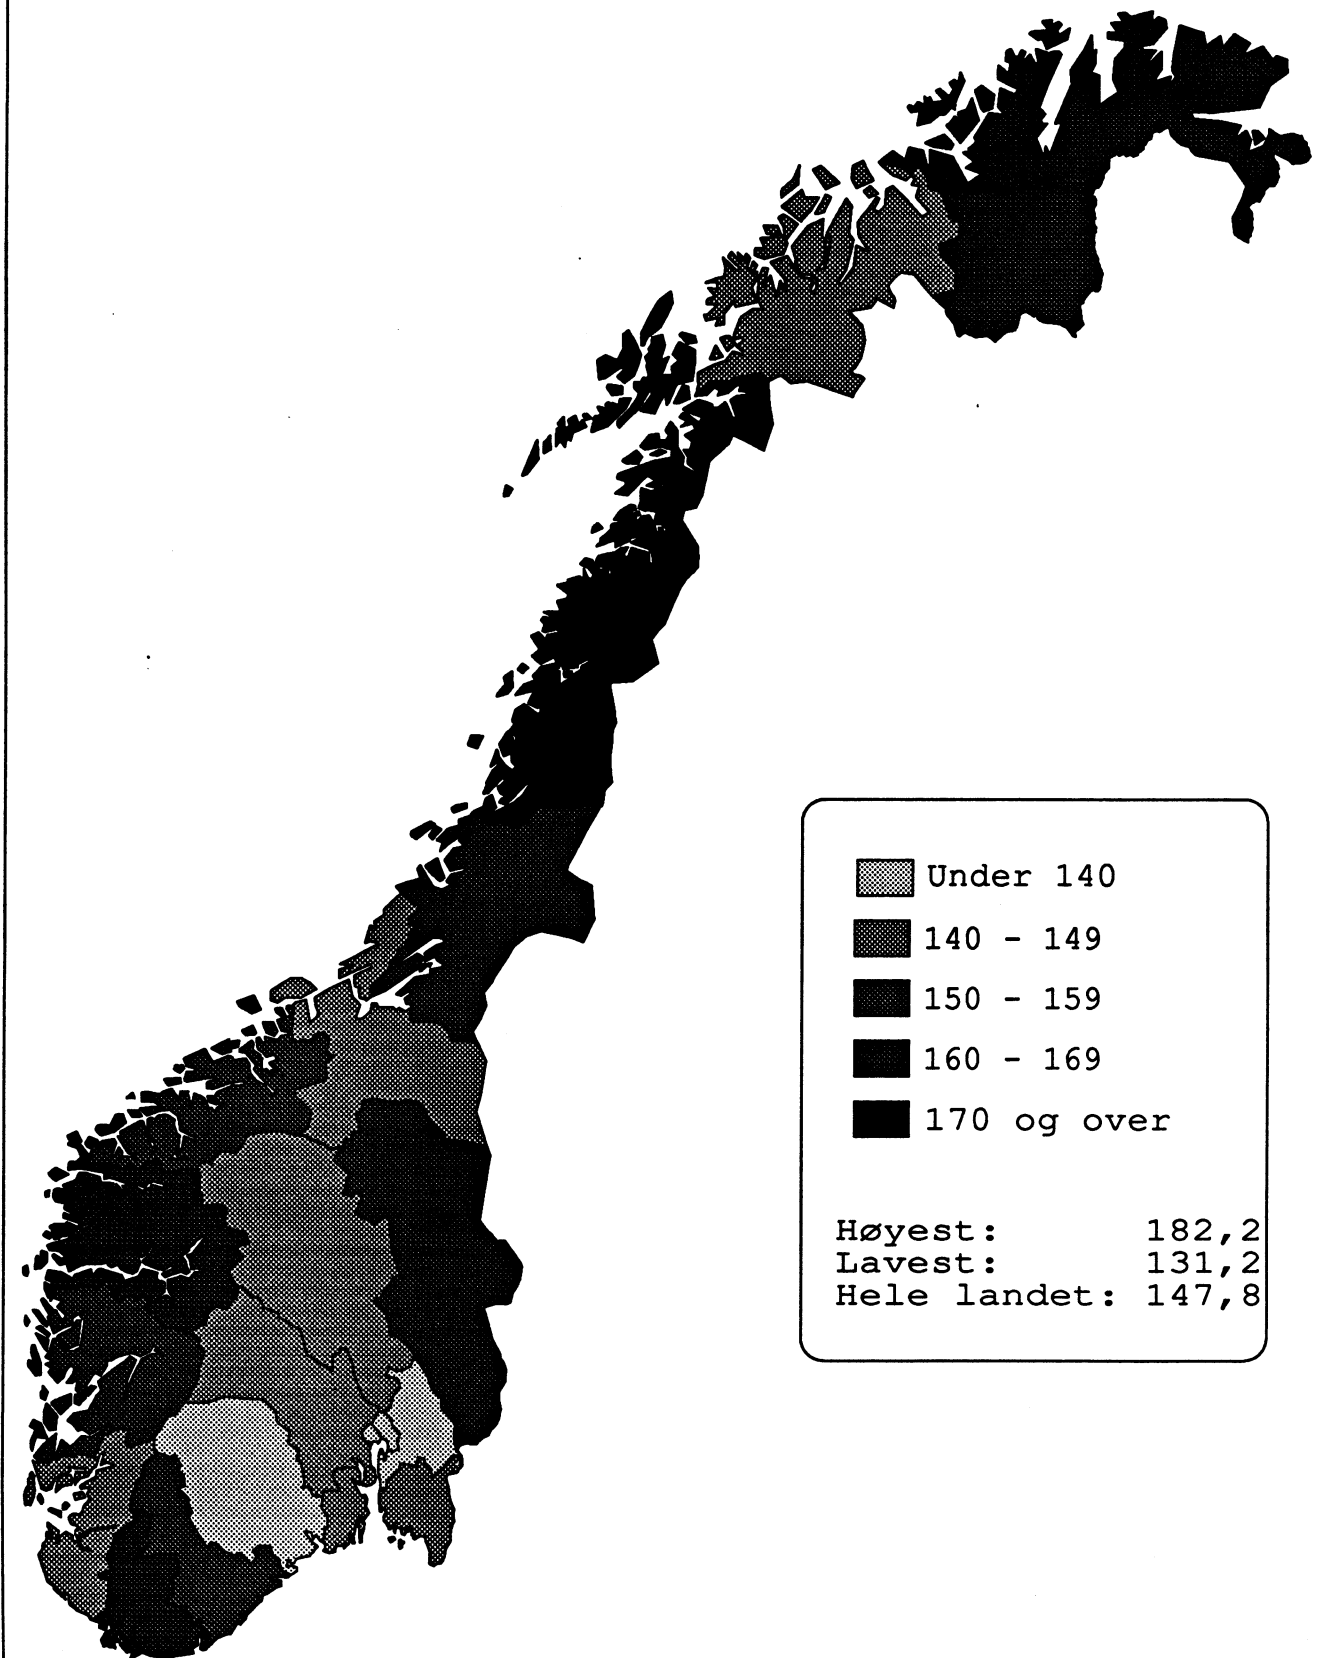 Under 140
140 - 149
150 - 159
160 - 169
170 og over
Høyest: 182,2
Lavest: 131,2
Hele landet: 147,8